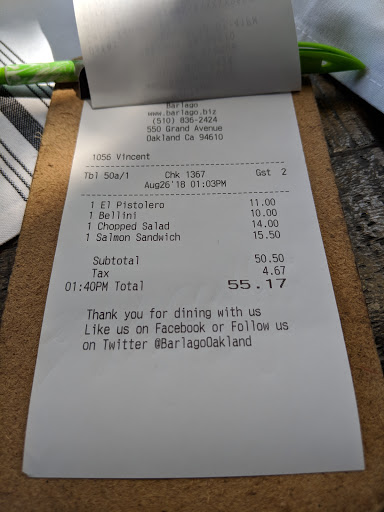 Barlago
www.barlago.biz
(510) 836-2424
550 Grand Avenue
Oakland Ca 94610
1056 Vincent
Tbl 50a/1 Chk 1367 Gst 2
Aug26'18 01:03PM
1 El Pistolero 11.00
1 Bellini 10.00
1 Chopped Salad 14.00
1 Salmon Sandwich 15.50
Subtotal 50.50
Tax 4.67
01:40PM Total 55.17
Thank you for dining with us
Like us on Facebook or Follow us
on Twitter @BarlagoOakland